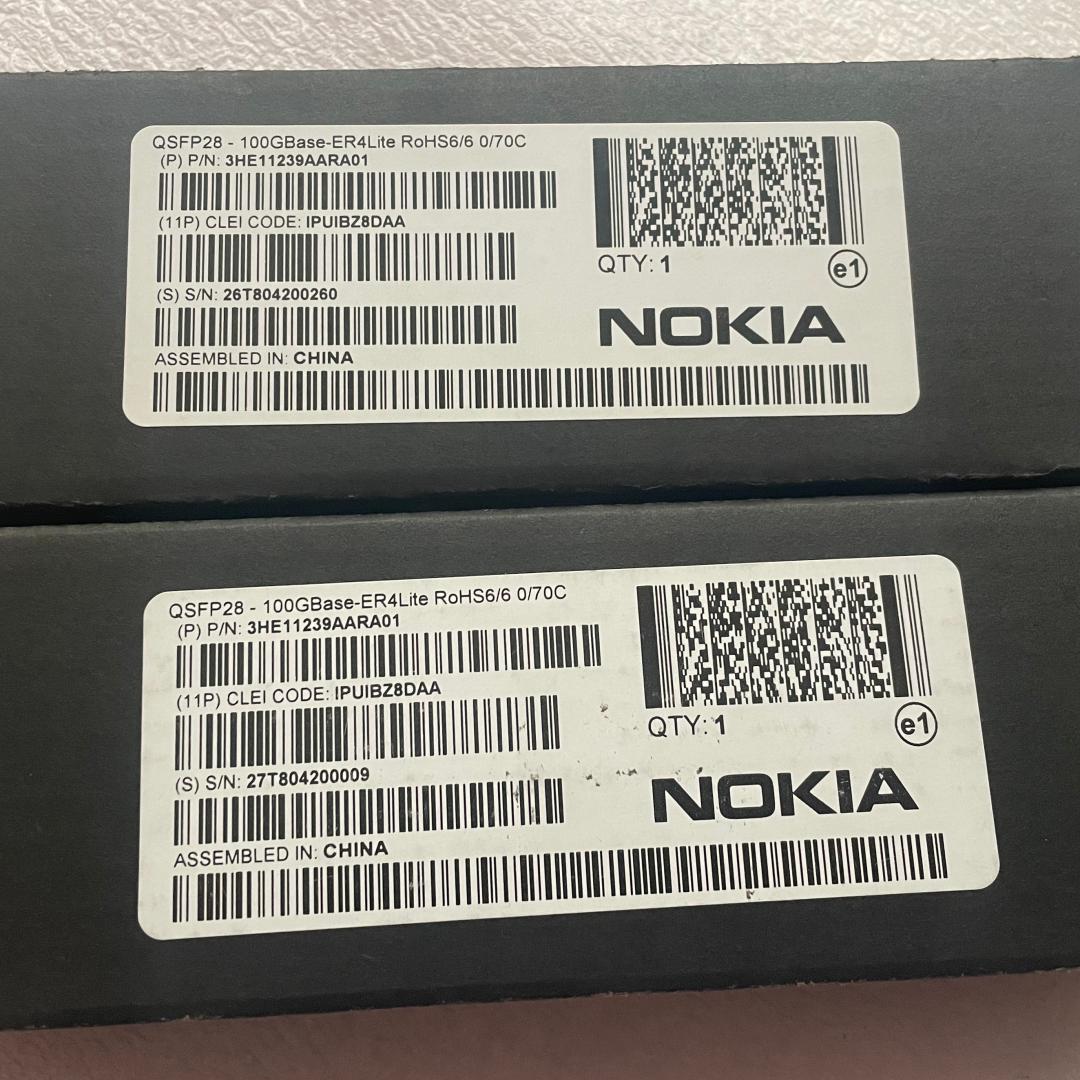 QSFP28 - 100GBase-ER4Lite RoHS6/6 0/70C
(P) P/N: 3HE11239AARA01
(11P) CLEI CODE: IPUIBZ8DAA
(S) S/N: 26T804200260
ASSEMBLED IN: CHINA
QTY: 1
e1
NOKIA
QSFP28 - 100GBase-ER4Lite RoHS6/6 0/70C
(P) P/N: 3HE11239AARA01
(11P) CLEI CODE: IPUIBZ8DAA
(S) S/N: 27T804200009
ASSEMBLED IN: CHINA
QTY: 1
e1
NOKIA